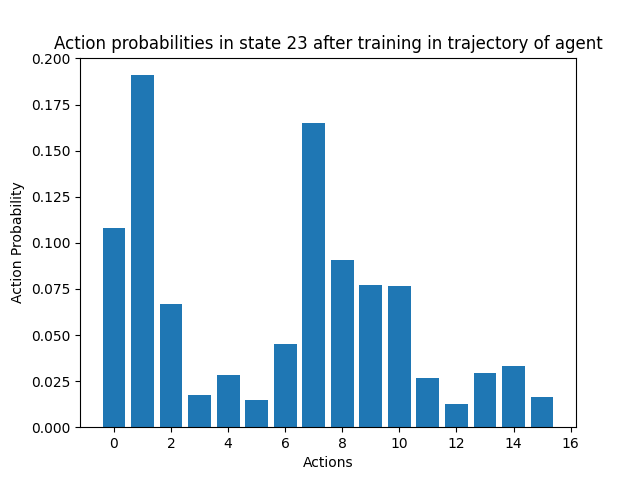 Action probabilities in state 23 after training in trajectory of agent
0.200
0.175
0.150
0.125
0.100
0.075
0.050
0.025
0.000
Action Probability
0 2 4 6 8 10 12 14 16
Actions